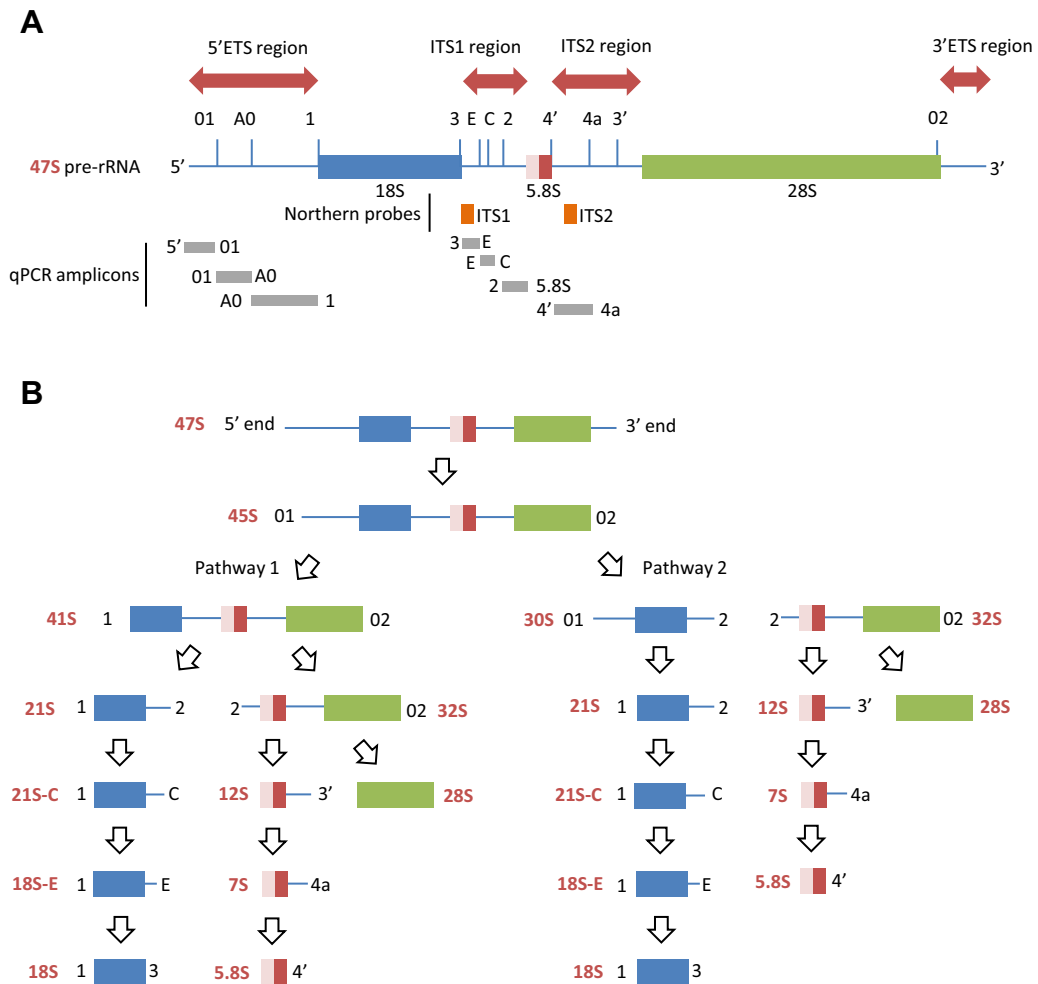 A
5'ETS region ITS1 region ITS2 region 3'ETS region
01 A0 1 3 E C 2 4' 4a 3' 02
47S pre-rRNA 5' 3'
18S 5.8S 28S
Northern probes ITS1 ITS2
qPCR amplicons
5' 01 3 E
01 A0 E C
A0 1 2 5.8S
4' 4a
B
47S 5' end 3' end
45S 01 02
Pathway 1 Pathway 2
41S 1 02 30S 01 2 2 02 32S
21S 1 2 2 02 32S 21S 1 2 12S 3' 28S
21S-C 1 C 12S 3' 28S 21S-C 1 C 7S 4a
18S-E 1 E 7S 4a 18S-E 1 E 5.8S 4'
18S 1 3 5.8S 4' 18S 1 3